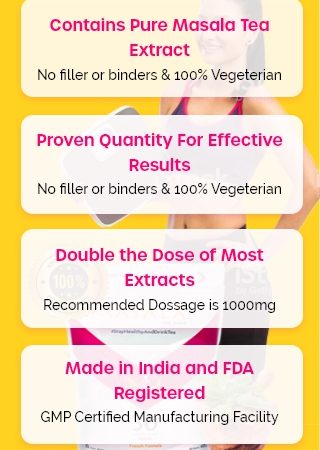 Contains Pure Masala Tea
Extract
No filler or binders & 100% Vegeterian
Proven Quantity For Effective
Results
No filler or binders & 100% Vegeterian
Double the Dose of Most
Extracts
100%
Recommended Dossage is 1000mg
#StayHealthyAndDrinkTea
Made in India and FDA
Registered
GMP Certified Manufacturing Facility